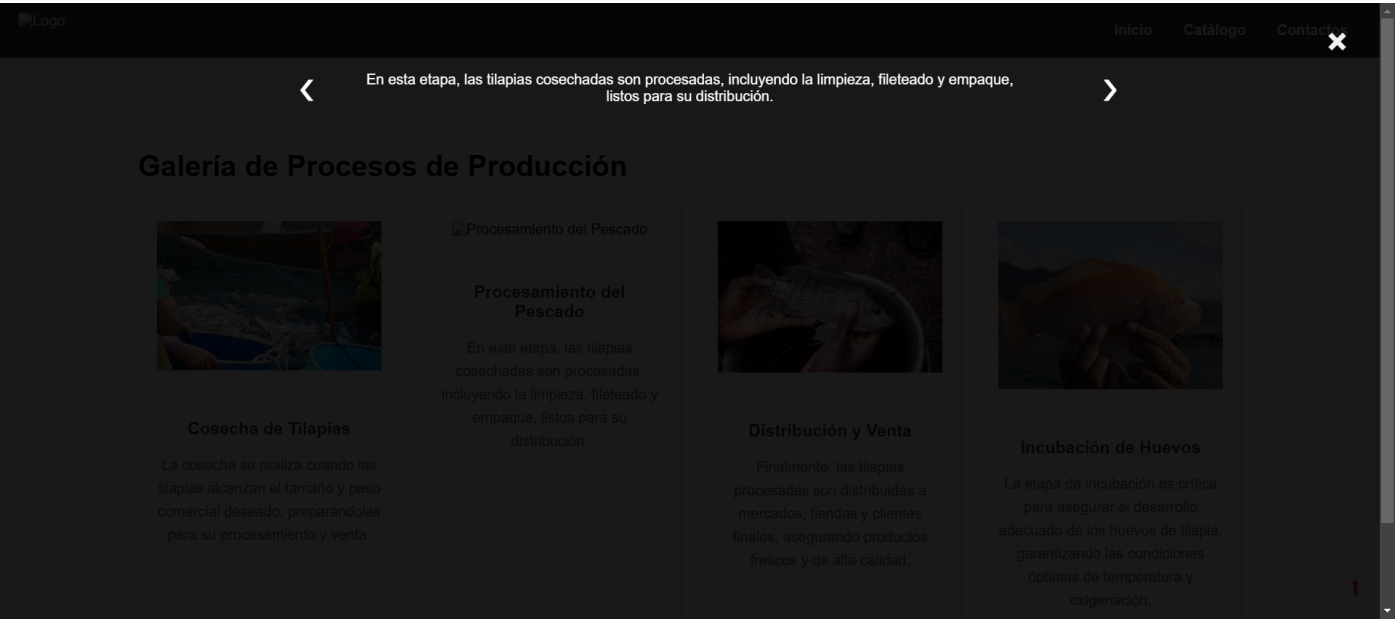 Logo
Inicio Catálogo Contactos
×
‹ En esta etapa, las tilapias cosechadas son procesadas, incluyendo la limpieza, fileteado y empaque, ›
listos para su distribución.
Galería de Procesos de Producción
Cosecha de Tilapias
La cosecha se realiza cuando las
tilapias alcanzan el tamaño y peso
comercial deseado, preparándolas
para su procesamiento y venta.
Procesamiento del Pescado
Procesamiento del
Pescado
En esta etapa, las tilapias
cosechadas son procesadas,
incluyendo la limpieza, fileteado y
empaque, listos para su
distribución.
Distribución y Venta
Finalmente, las tilapias
procesadas son distribuidas a
mercados, tiendas y clientes
finales, asegurando productos
frescos y de alta calidad.
Incubación de Huevos
La etapa de incubación es crítica
para asegurar el desarrollo
adecuado de los huevos de tilapia,
garantizando las condiciones
óptimas de temperatura y
oxigenación.